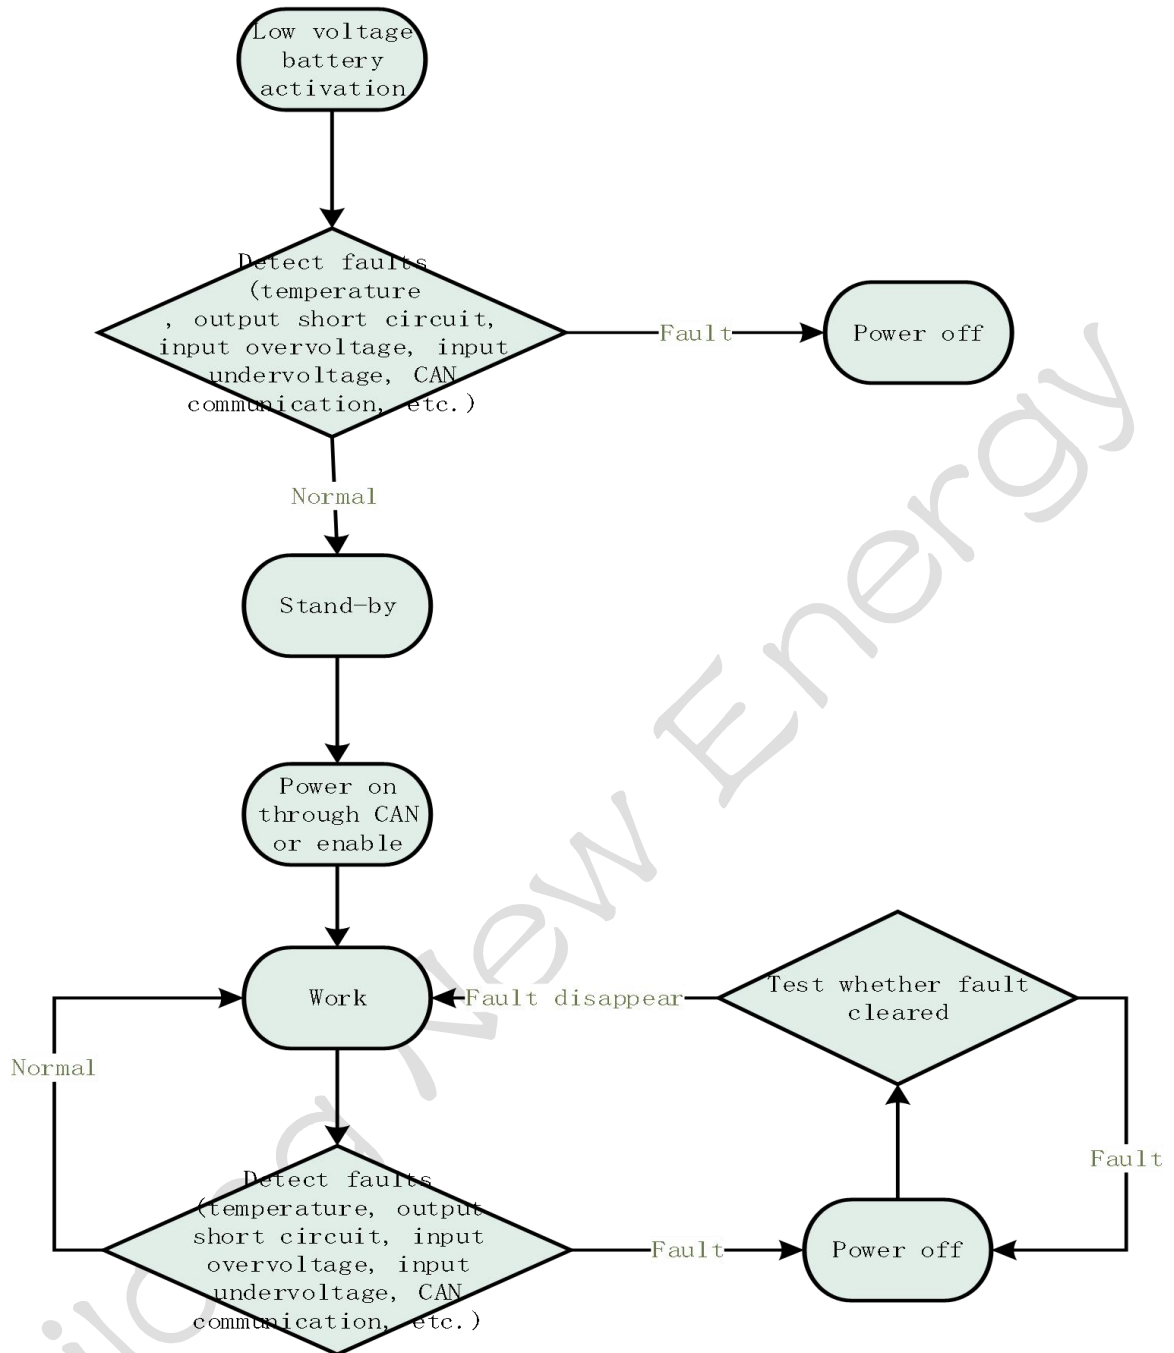 Low voltage
battery
activation
Detect faults
(temperature
, output short circuit,
input overvoltage, input
undervoltage, CAN
communication, etc.)
Fault
Power off
Normal
Stand-by
Power on
through CAN
or enable
Work
Fault disappear
Test whether fault
cleared
Normal
Detect faults
(temperature, output
short circuit, input
overvoltage, input
undervoltage, CAN
communication, etc.)
Fault
Power off
Fault
New Energy